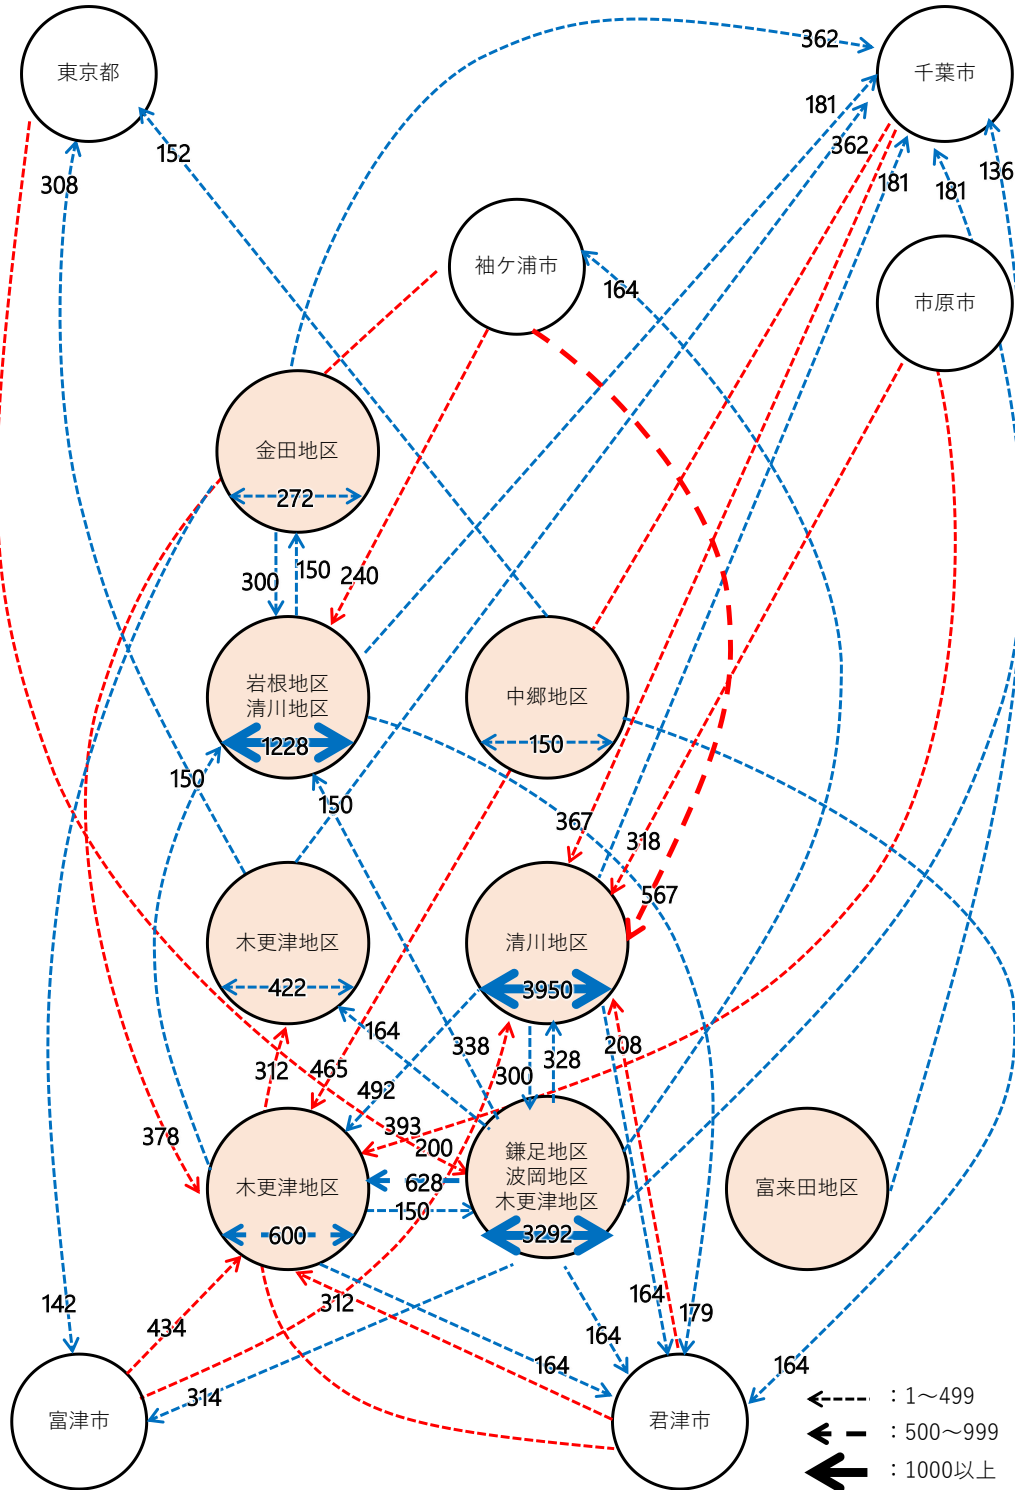 東京都
千葉市
362
181
362
152
308
181
181
136
袖ケ浦市
164
市原市
金田地区
272
300
150
240
岩根地区
清川地区
1228
中郷地区
150
150
150
367
318
567
木更津地区
422
清川地区
3950
164
338
300
328
208
312
465
492
393
200
378
木更津地区
628
150
600
鎌足地区
波岡地区
木更津地区
3292
富来田地区
142
434
312
164
179
164
164
164
314
富津市
君津市
：1～499
：500～999
：1000以上